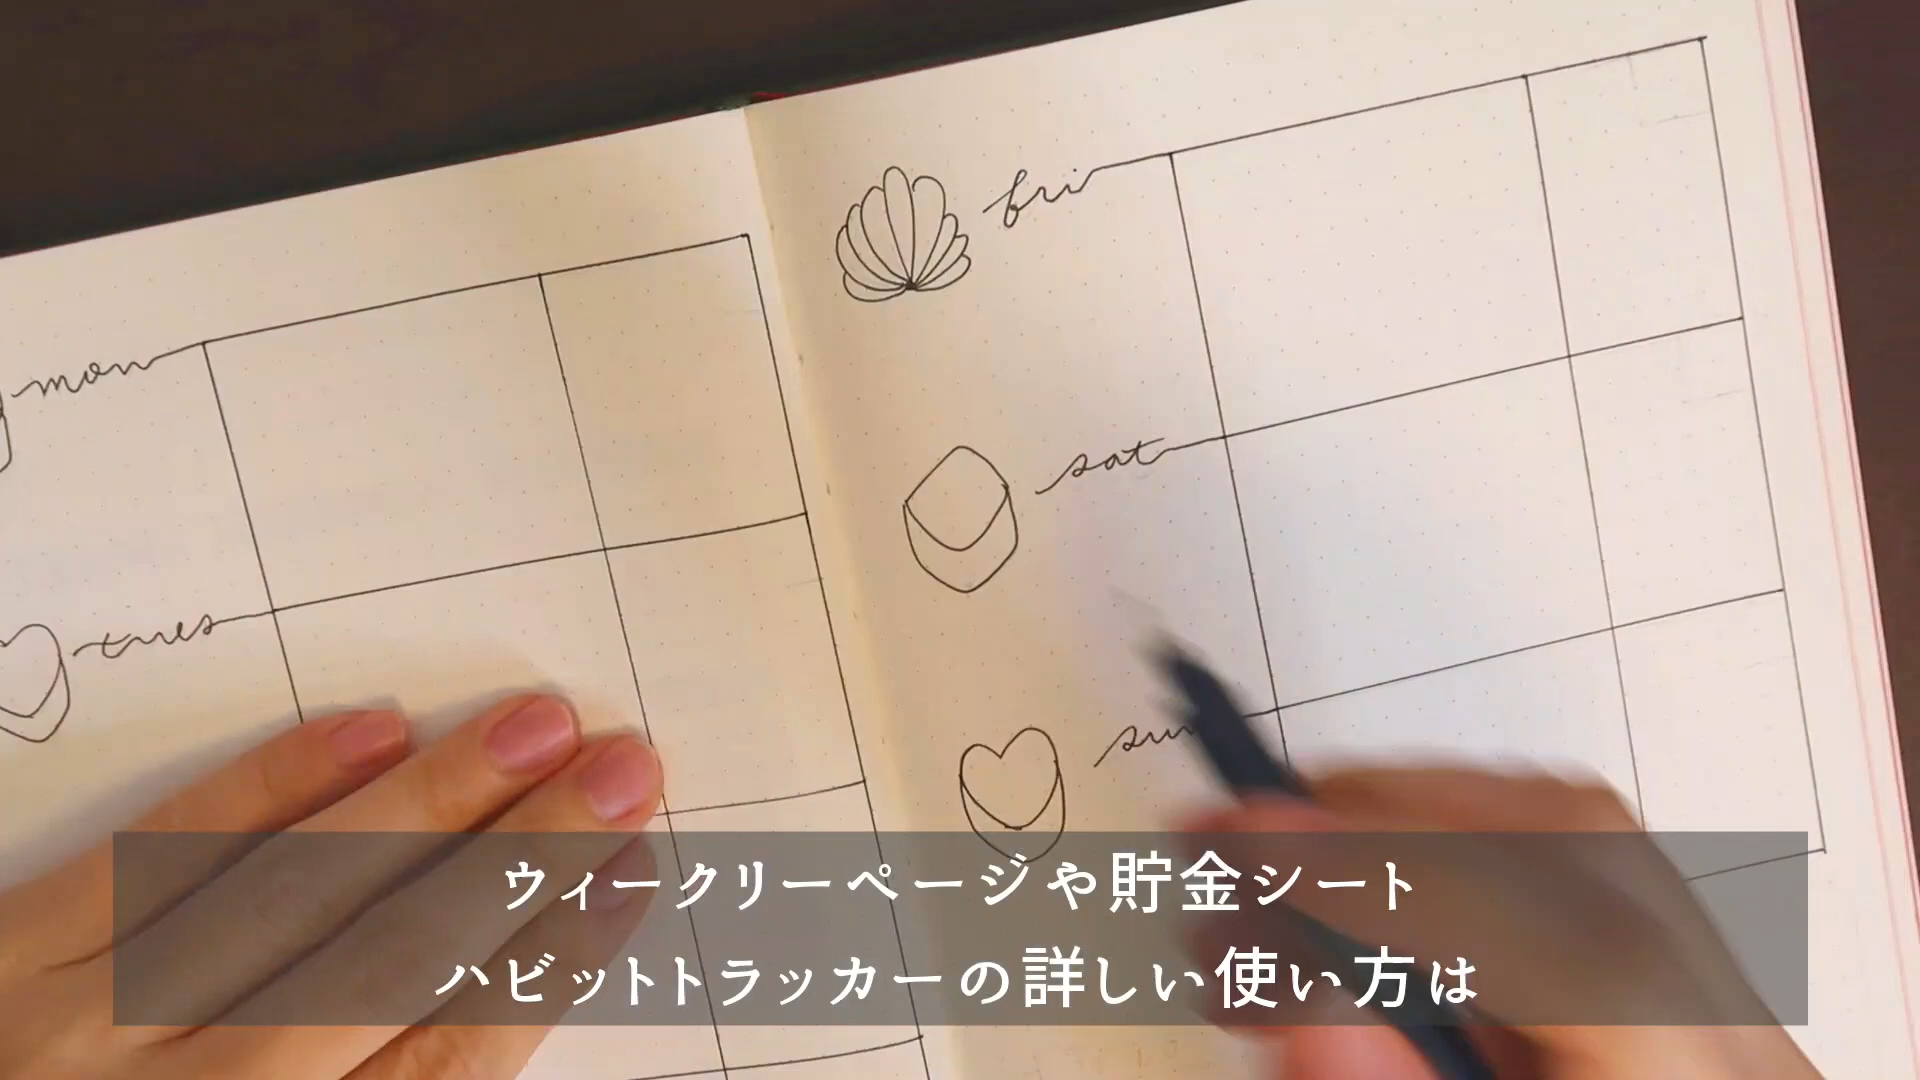 mon
tues
fri
sat
sun
ウィークリーページや貯金シート
ハビットトラッカーの詳しい使い方は